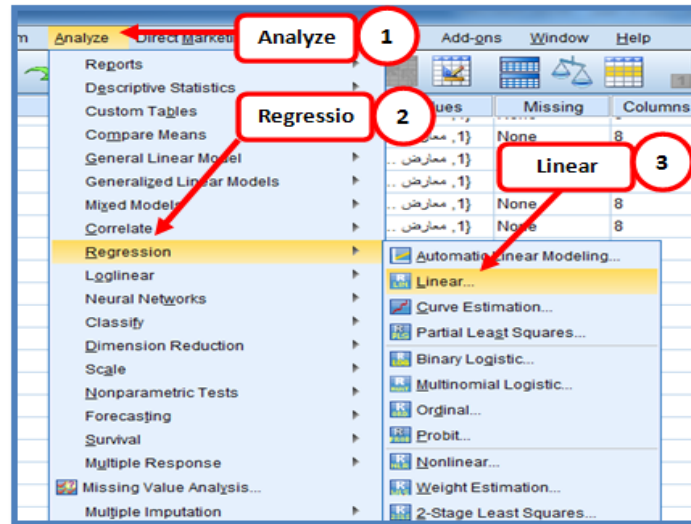 m Analyze Direct Marketi Analyze 1 Add-ons Window Help
Reports
Descriptive Statistics ues Missing Columns
Custom Tables Regressio 2 None 8
Compare Means {1, معارض .. None 8
General Linear Model {1, معارض .. Linear 3
Generalized Linear Models {1, معارض ..
Mixed Models {1, معارض .. None 8
Correlate {1, معارض .. None 8
Regression
Automatic Linear Modeling...
Loglinear
Linear...
Neural Networks
Curve Estimation...
Classify
Partial Least Squares...
Dimension Reduction
Binary Logistic...
Scale
Multinomial Logistic...
Nonparametric Tests
Ordinal...
Forecasting
Probit...
Survival
Multiple Response
Nonlinear...
Missing Value Analysis...
Weight Estimation...
Multiple Imputation
2-Stage Least Squares...